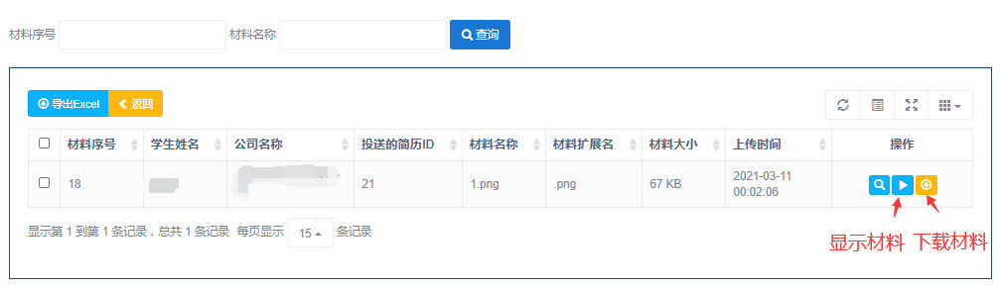 材料序号 材料名称 查询
导出Excel 返回
材料序号 学生姓名 公司名称 投送的简历ID 材料名称 材料扩展名 材料大小 上传时间 操作
18 21 1.png .png 67 KB 2021-03-11
00:02:06
显示第 1 到第 1 条记录，总共 1 条记录 每页显示 15 条记录
显示材料 下载材料